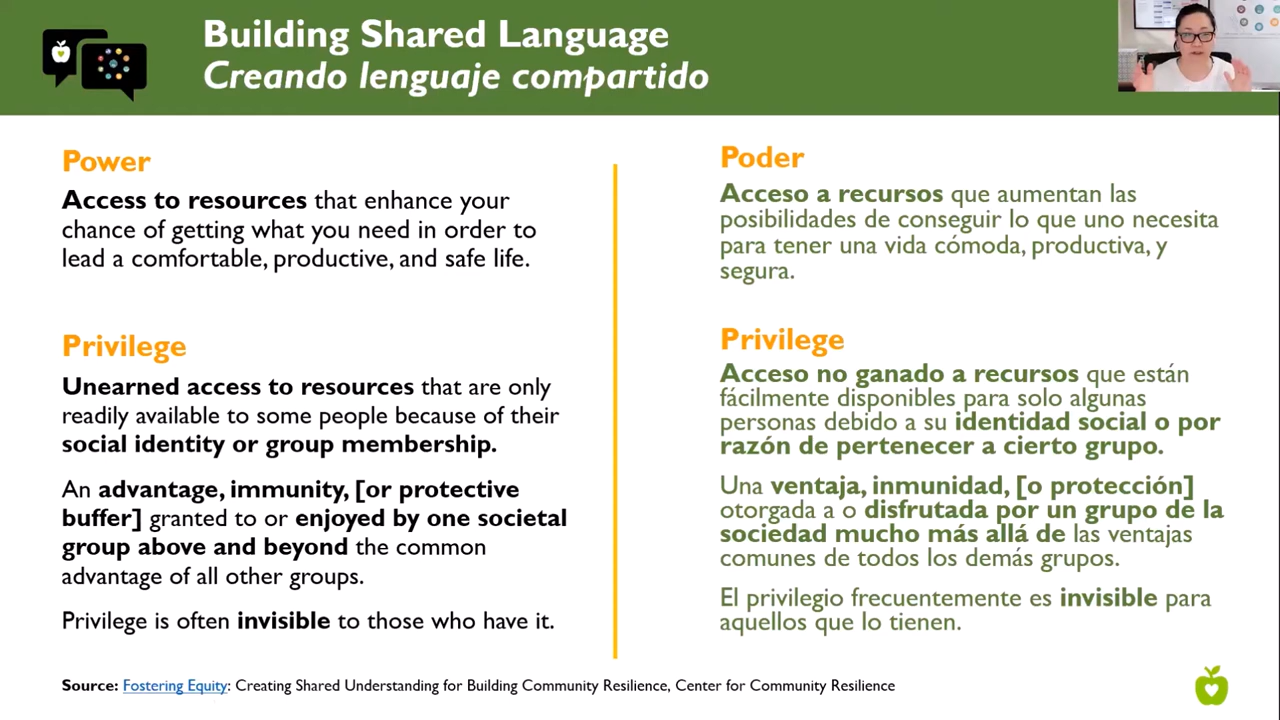 Building Shared Language
Creando lenguaje compartido
Power
Access to resources that enhance your
chance of getting what you need in order to
lead a comfortable, productive, and safe life.
Privilege
Unearned access to resources that are only
readily available to some people because of their
social identity or group membership.
An advantage, immunity, [or protective
buffer] granted to or enjoyed by one societal
group above and beyond the common
advantage of all other groups.
Privilege is often invisible to those who have it.
Poder
Acceso a recursos que aumentan las
posibilidades de conseguir lo que uno necesita
para tener una vida cómoda, productiva, y
segura.
Privilege
Acceso no ganado a recursos que están
fácilmente disponibles para solo algunas
personas debido a su identidad social o por
razón de pertenecer a cierto grupo.
Una ventaja, inmunidad, [o protección]
otorgada a o disfrutada por un grupo de la
sociedad mucho más allá de las ventajas
comunes de todos los demás grupos.
El privilegio frecuentemente es invisible para
aquellos que lo tienen.
Source: Fostering Equity: Creating Shared Understanding for Building Community Resilience, Center for Community Resilience